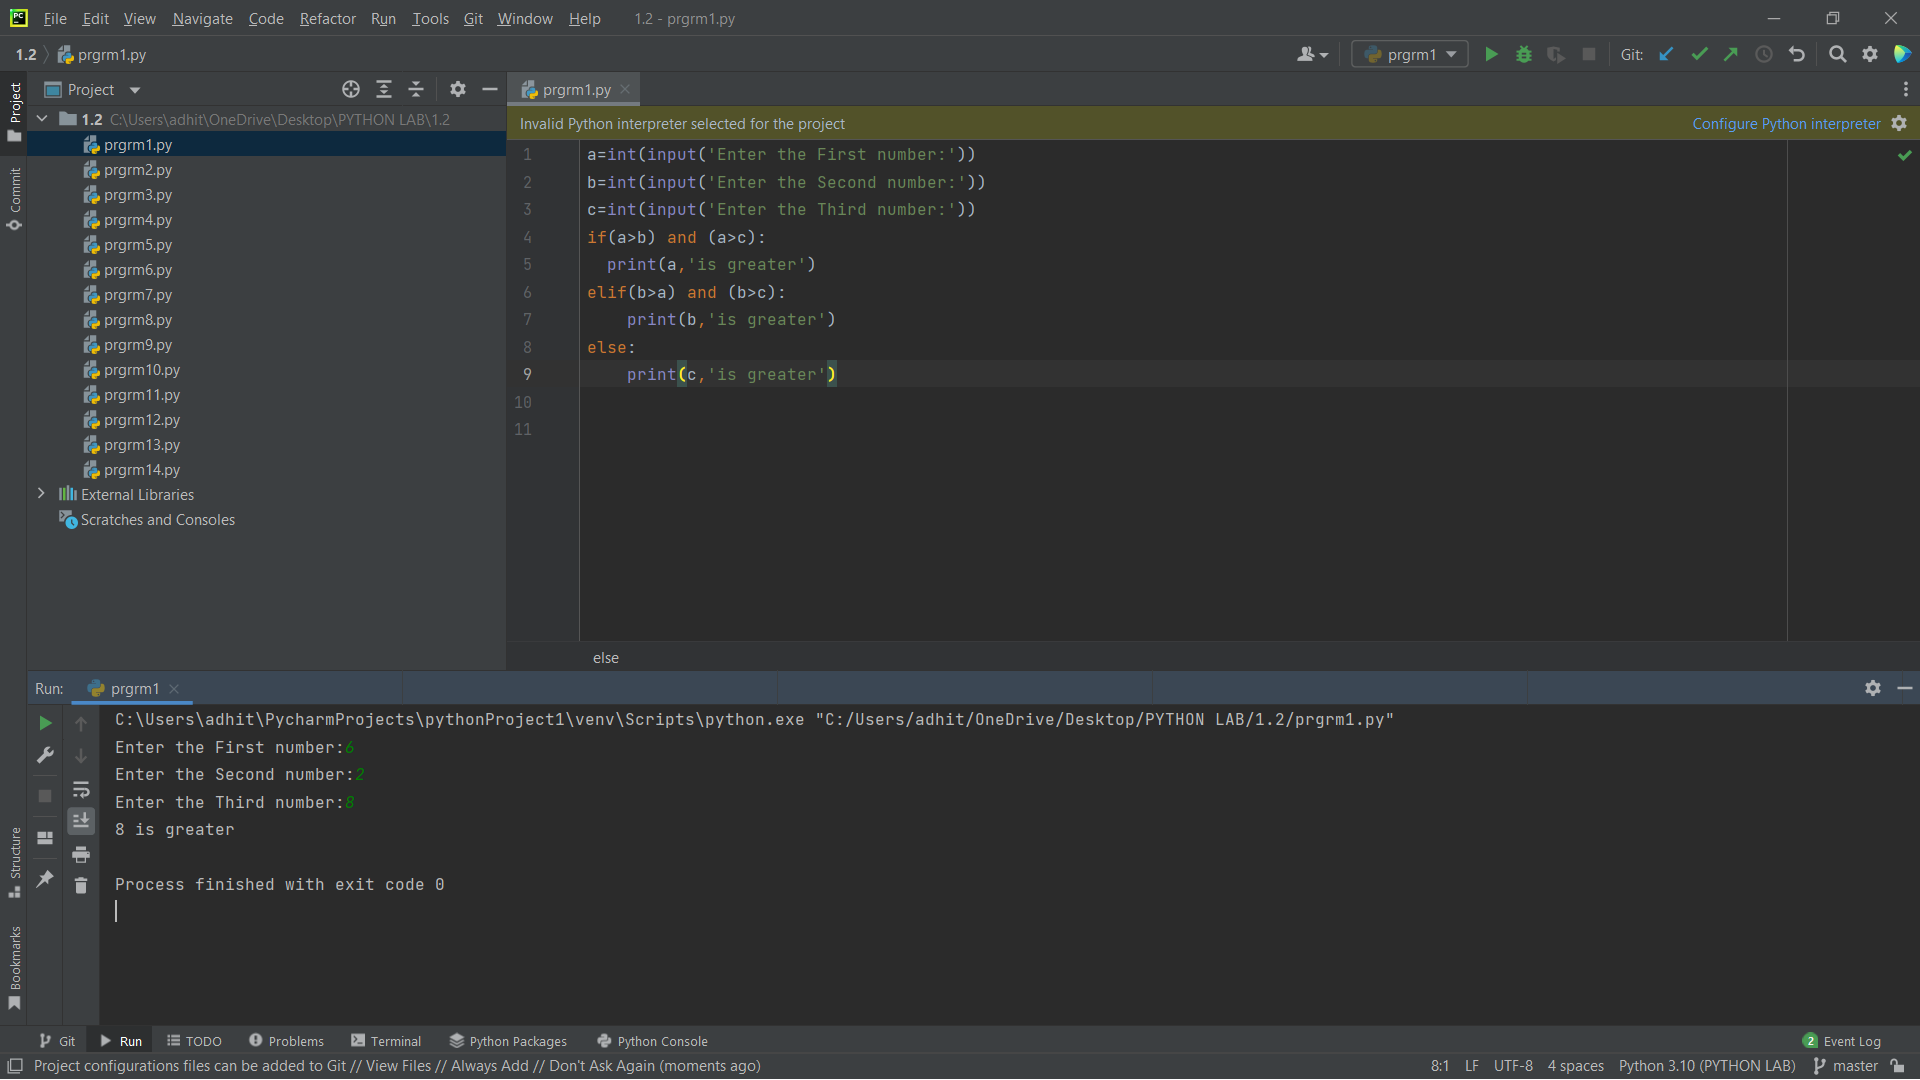 File Edit View Navigate Code Refactor Run Tools Git Window Help 1.2 - prgrm1.py
1.2 prgrm1.py prgrm1 Git:
Project
prgrm1.py
1.2 C:\Users\adhit\OneDrive\Desktop\PYTHON LAB\1.2
prgrm1.py
prgrm2.py
prgrm3.py
prgrm4.py
prgrm5.py
prgrm6.py
prgrm7.py
prgrm8.py
prgrm9.py
prgrm10.py
prgrm11.py
prgrm12.py
prgrm13.py
prgrm14.py
External Libraries
Scratches and Consoles
Project
Commit
Structure
Bookmarks
Invalid Python interpreter selected for the project Configure Python interpreter
1 a=int(input('Enter the First number:'))
2 b=int(input('Enter the Second number:'))
3 c=int(input('Enter the Third number:'))
4 if(a>b) and (a>c):
5 print(a,'is greater')
6 elif(b>a) and (b>c):
7 print(b,'is greater')
8 else:
9 print(c,'is greater')
10
11
else
Run: prgrm1
C:\Users\adhit\PycharmProjects\pythonProject1\venv\Scripts\python.exe "C:/Users/adhit/OneDrive/Desktop/PYTHON LAB/1.2/prgrm1.py"
Enter the First number:6
Enter the Second number:2
Enter the Third number:8
8 is greater
Process finished with exit code 0
Git Run TODO Problems Terminal Python Packages Python Console 2 Event Log
Project configurations files can be added to Git // View Files // Always Add // Don't Ask Again (moments ago) 8:1 LF UTF-8 4 spaces Python 3.10 (PYTHON LAB) master